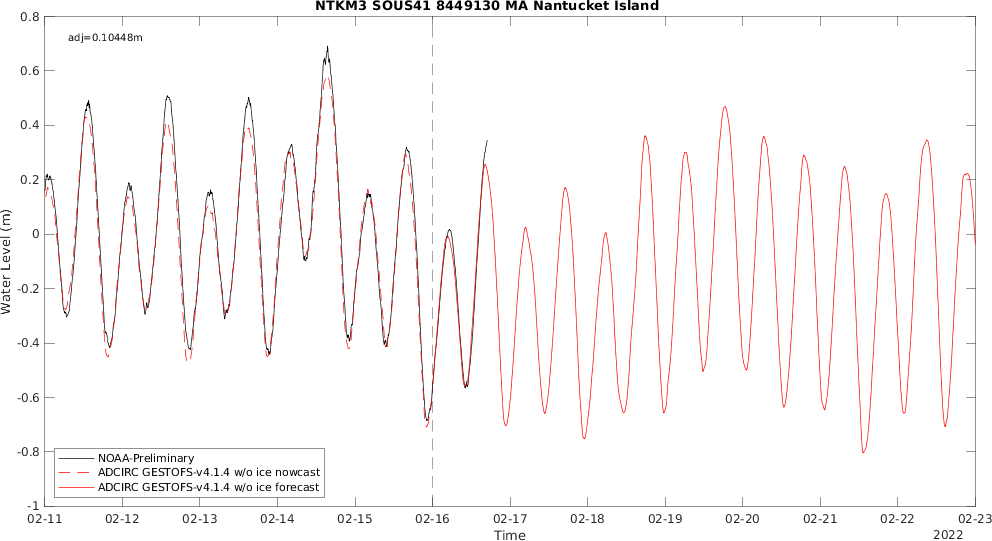 NTKM3 SOUS41 8449130 MA Nantucket Island
adj=0.10448m
0.8
0.6
0.4
0.2
0
-0.2
-0.4
-0.6
-0.8
-1
Water Level (m)
NOAA-Preliminary
ADCIRC GESTOFS-v4.1.4 w/o ice nowcast
ADCIRC GESTOFS-v4.1.4 w/o ice forecast
02-11 02-12 02-13 02-14 02-15 02-16 02-17 02-18 02-19 02-20 02-21 02-22 02-23
Time
2022